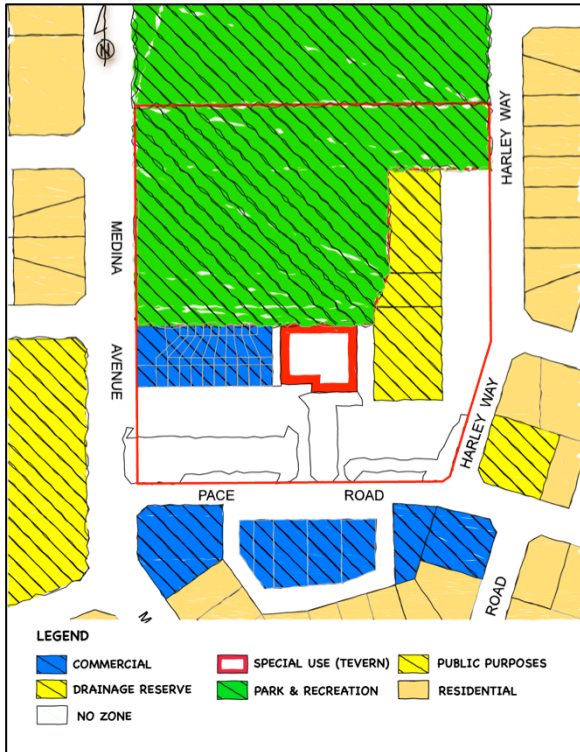 N
HARLEY WAY
MEDINA
AVENUE
HARLEY WAY
PACE ROAD
M
ROAD
LEGEND
COMMERCIAL
SPECIAL USE (TEVERN)
PUBLIC PURPOSES
DRAINAGE RESERVE
PARK & RECREATION
RESIDENTIAL
NO ZONE